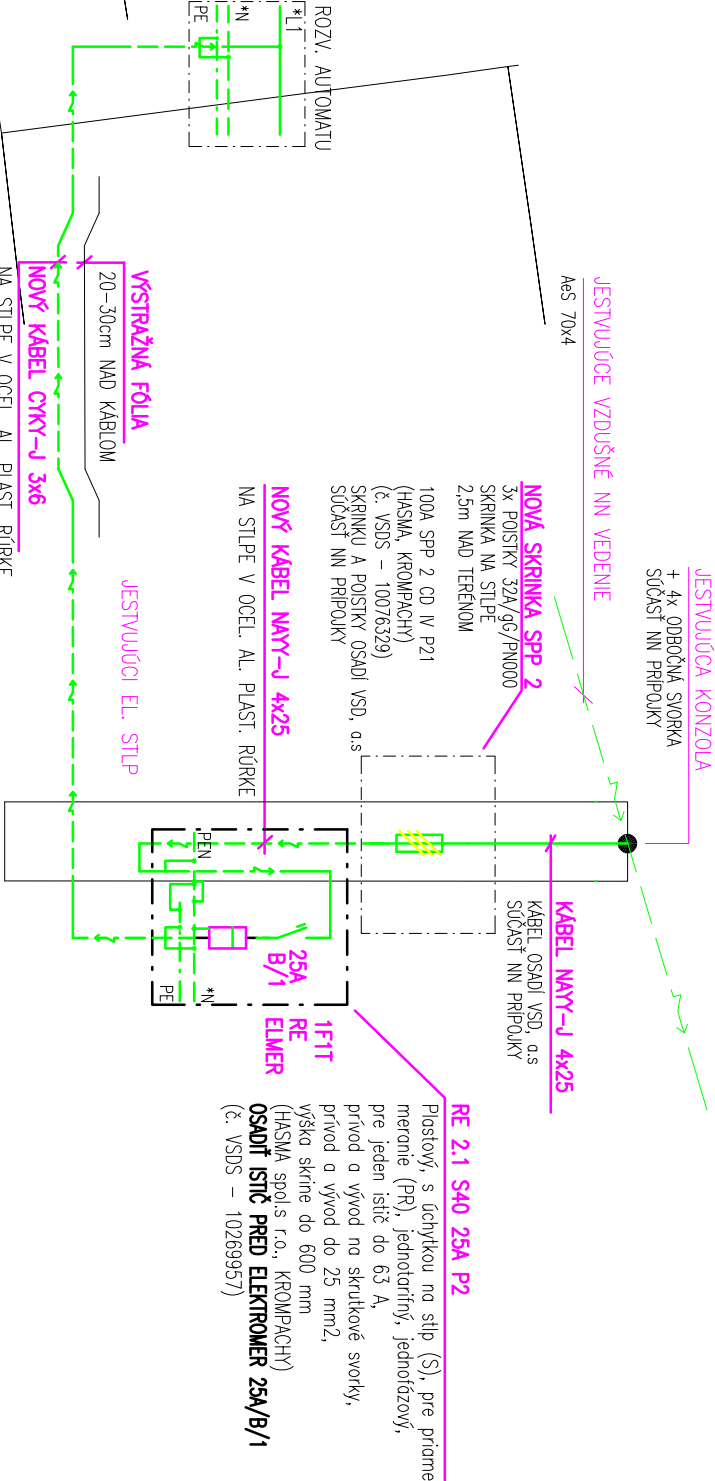 JESTVUJÚCA KONZOLA
+ 4x ODBOČNÁ SVORKA
SÚČASŤ NN PRÍPOJKY
JESTVUJÚCE VZDUŠNÉ NN VEDENIE
AeS 70x4
KÁBEL NAYY-J 4x25
KÁBEL OSADÍ VSD, a.s
SÚČASŤ NN PRÍPOJKY
NOVÁ SKRINKA SPP 2
3x POISTKY 32A/gG/PN000
SKRINKA NA STĹPE
2,5m NAD TERÉNOM
100A SPP 2 CD IV P21
(HASMA, KROMPACHY)
(č. VSDS - 10076329)
SKRINKU A POISTKY OSADÍ VSD, a.s
SÚČASŤ NN PRÍPOJKY
NOVÝ KÁBEL NAYY-J 4x25
NA STĹPE V OCEL. AL. PLAST. RÚRKE
RE 2.1 S40 25A P2
Plastový, s úchytkou na stĺp (S), pre priame
meranie (PR), jednotarifný, jednofázový,
pre jeden istič do 63 A,
prívod a vývod na skrutkové svorky,
prívod a vývod do 25 mm2,
výška skrine do 600 mm
(HASMA spol.s r.o., KROMPACHY)
OSADIŤ ISTIČ PRED ELEKTROMER 25A/B/1
(č. VSDS - 10269957)
1F1T
RE
ELMER
25A
B/1
PEN
*N
PE
JESTVUJÚCI EL. STĹP
ROZV. AUTOMATU
*L1
*N
PE
VÝSTRAŽNÁ FÓLIA
20-30cm NAD KÁBLOM
NOVÝ KÁBEL CYKY-J 3x6
NA STĹPE V OCEL. AL. PLAST. RÚRKE